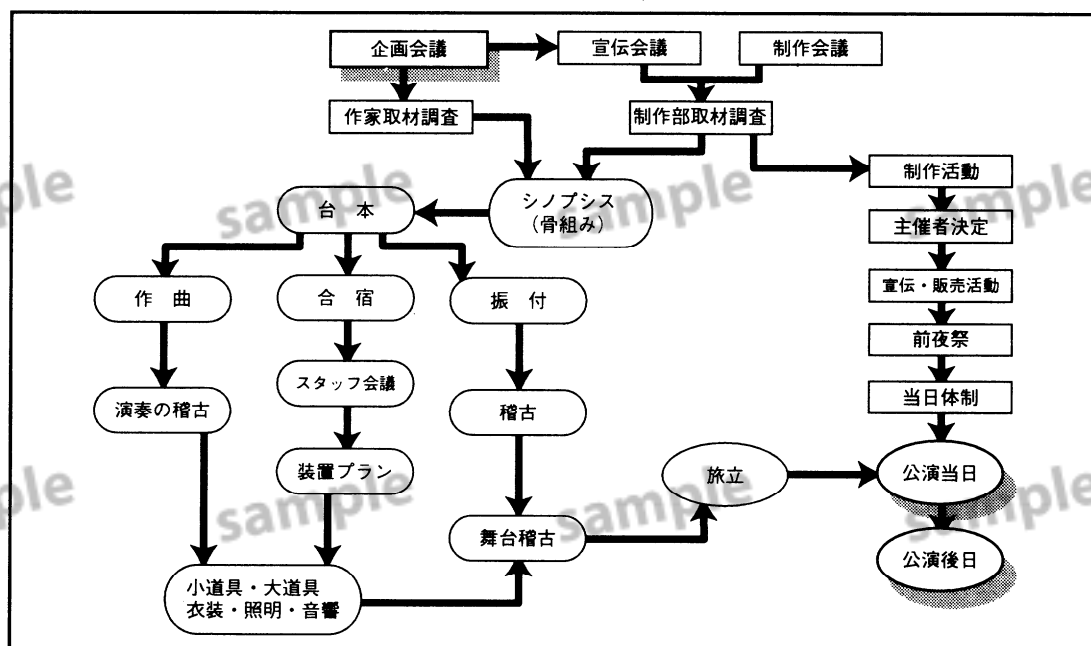 企画会議
宣伝会議
制作会議
作家取材調査
制作部取材調査
シノプシス
(骨組み)
制作活動
台 本
主催者決定
作 曲
合 宿
振 付
宣伝・販売活動
前夜祭
スタッフ会議
当日体制
演奏の稽古
稽古
装置プラン
旅立
公演当日
舞台稽古
公演後日
小道具・大道具
衣装・照明・音響
sample
sample
sample
sample
sample
sample
sample
sample